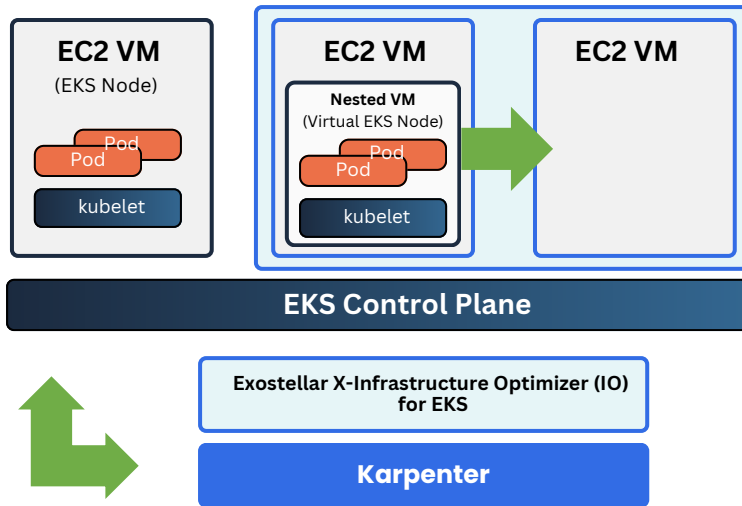 EC2 VM
(EKS Node)
Pod
Pod
kubelet
EC2 VM
Nested VM
(Virtual EKS Node)
Pod
Pod
kubelet
EC2 VM
EKS Control Plane
Exostellar X-Infrastructure Optimizer (IO)
for EKS
Karpenter